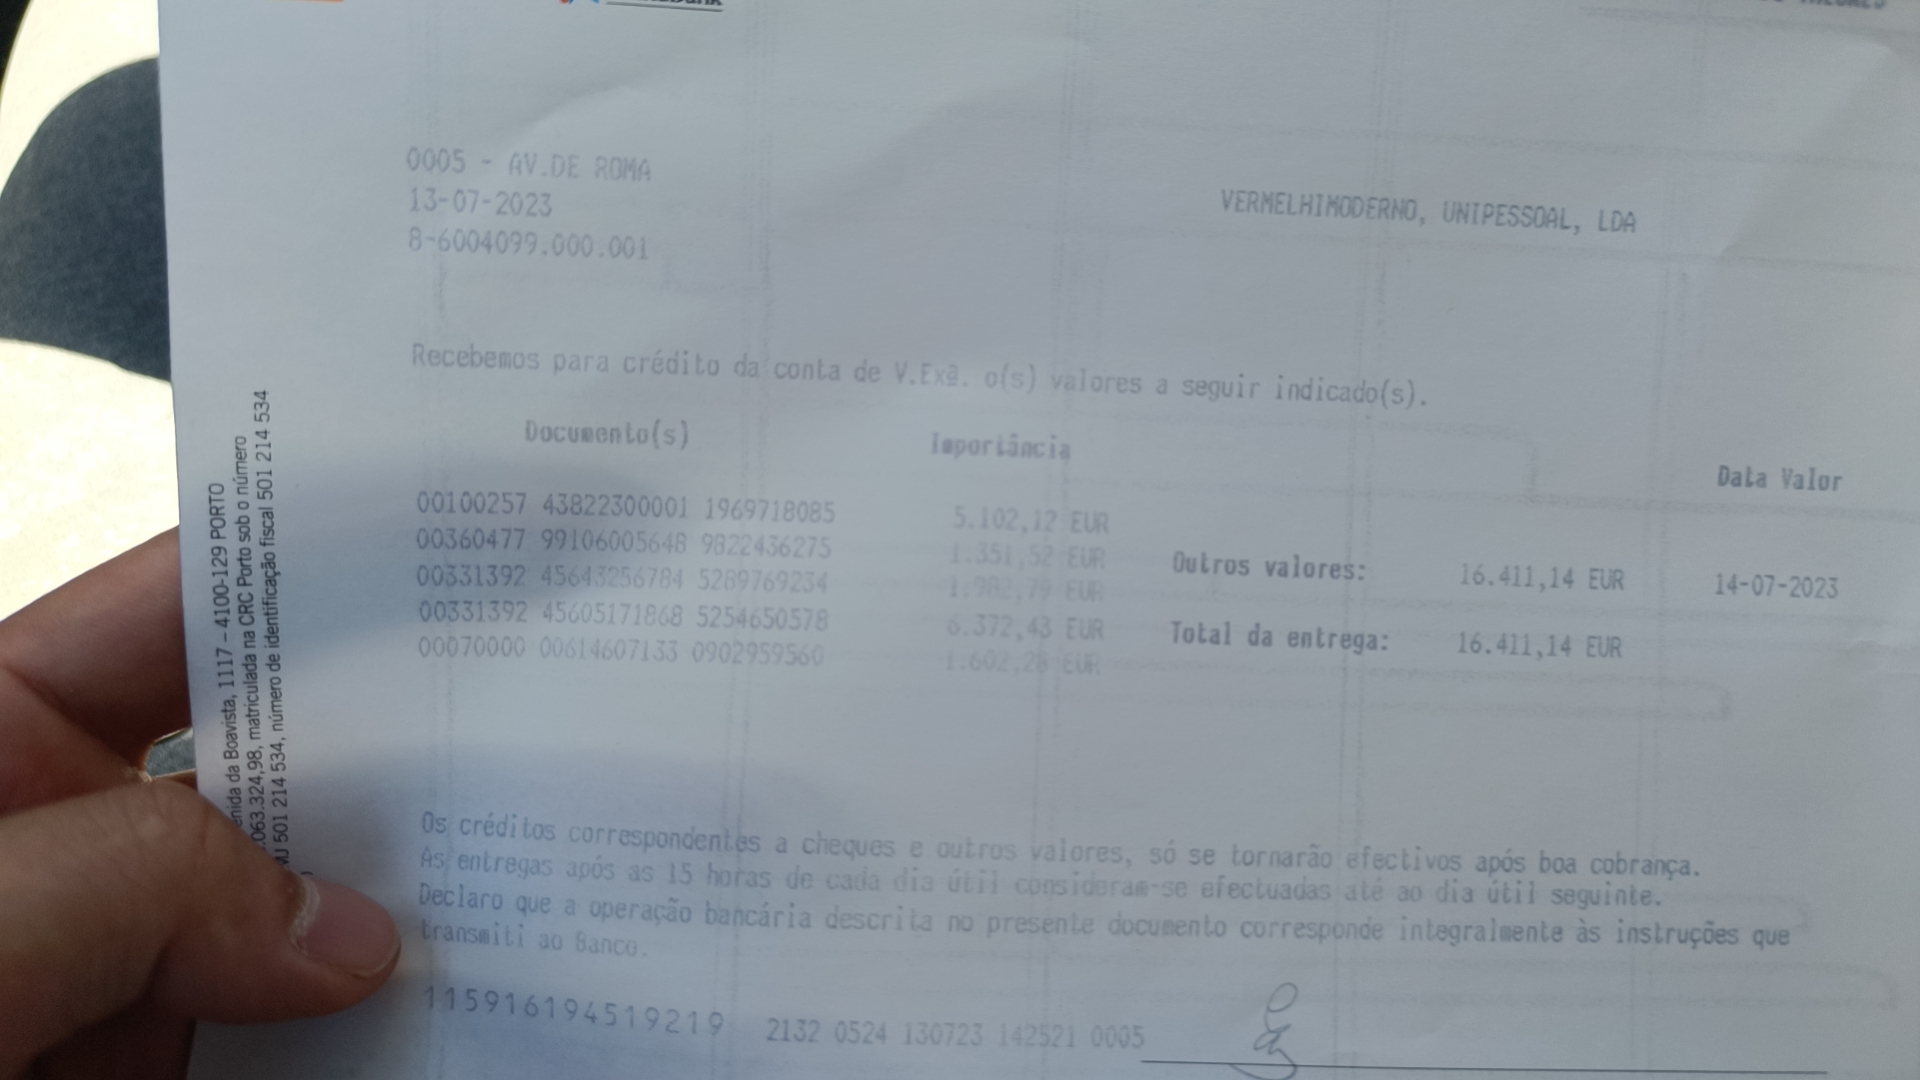 0005 - AV.DE ROMA
13-07-2023
8-6004099.000.001
VERMELHIMODERNO, UNIPESSOAL, LDA
Recebemos para crédito da conta de V.Exª. o(s) valores a seguir indicado(s).
Documento(s) Importância Data Valor
00100257 43822300001 1969718085 5.102,12 EUR
00360477 99106005648 9822436275 1.351,52 EUR Outros valores: 16.411,14 EUR 14-07-2023
00331392 45643256784 5289769234 1.982,79 EUR
00331392 45605171868 5254650578 6.372,43 EUR Total da entrega: 16.411,14 EUR
00070000 00614607133 0902959560 1.602,28 EUR
Os créditos correspondentes a cheques e outros valores, só se tornarão efectivos após boa cobrança.
As entregas após as 15 horas de cada dia útil consideram-se efectuadas até ao dia útil seguinte.
Declaro que a operação bancária descrita no presente documento corresponde integralmente às instruções que
transmiti ao Banco.
115916194519219 2132 0524 130723 142521 0005
da Boavista, 1117 – 4100-129 PORTO
.063.324,98, matriculada na CRC Porto sob o número
501 214 534, número de identificação fiscal 501 214 534